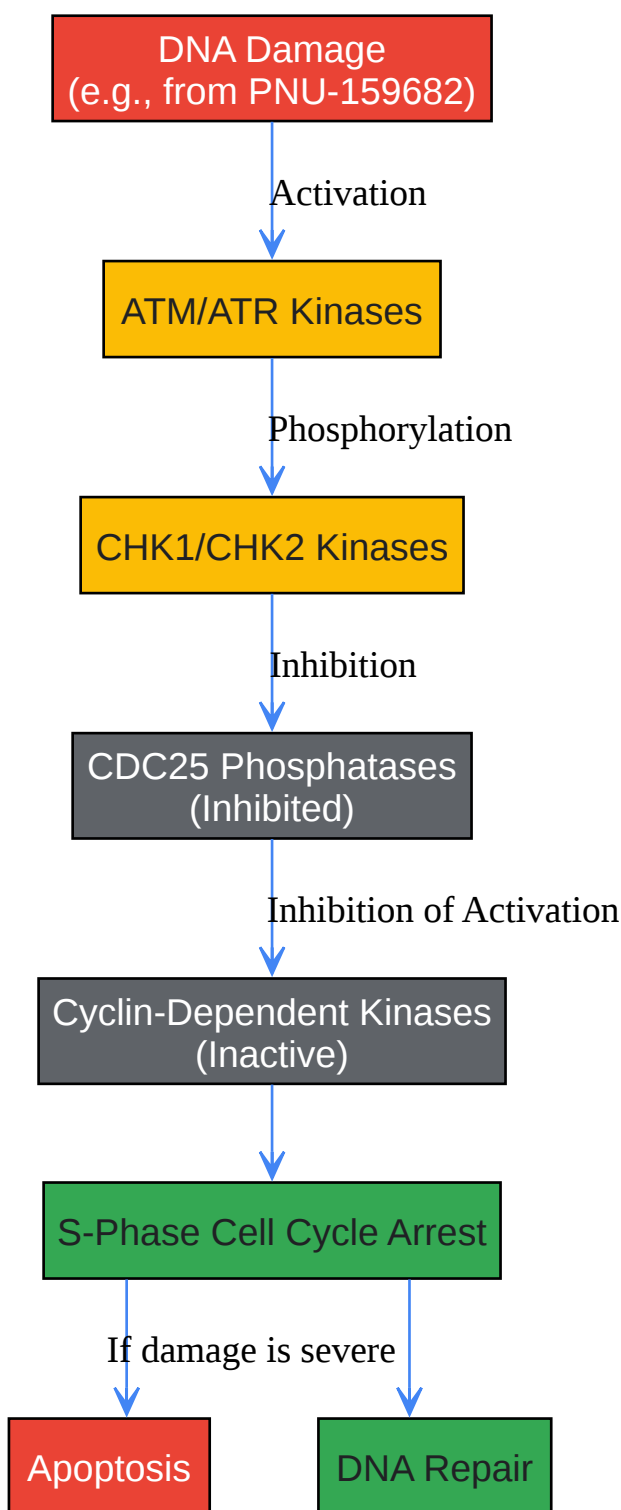 DNA Damage
(e.g., from PNU-159682)
Activation
ATM/ATR Kinases
Phosphorylation
CHK1/CHK2 Kinases
Inhibition
CDC25 Phosphatases
(Inhibited)
Inhibition of Activation
Cyclin-Dependent Kinases
(Inactive)
S-Phase Cell Cycle Arrest
If damage is severe
Apoptosis
DNA Repair